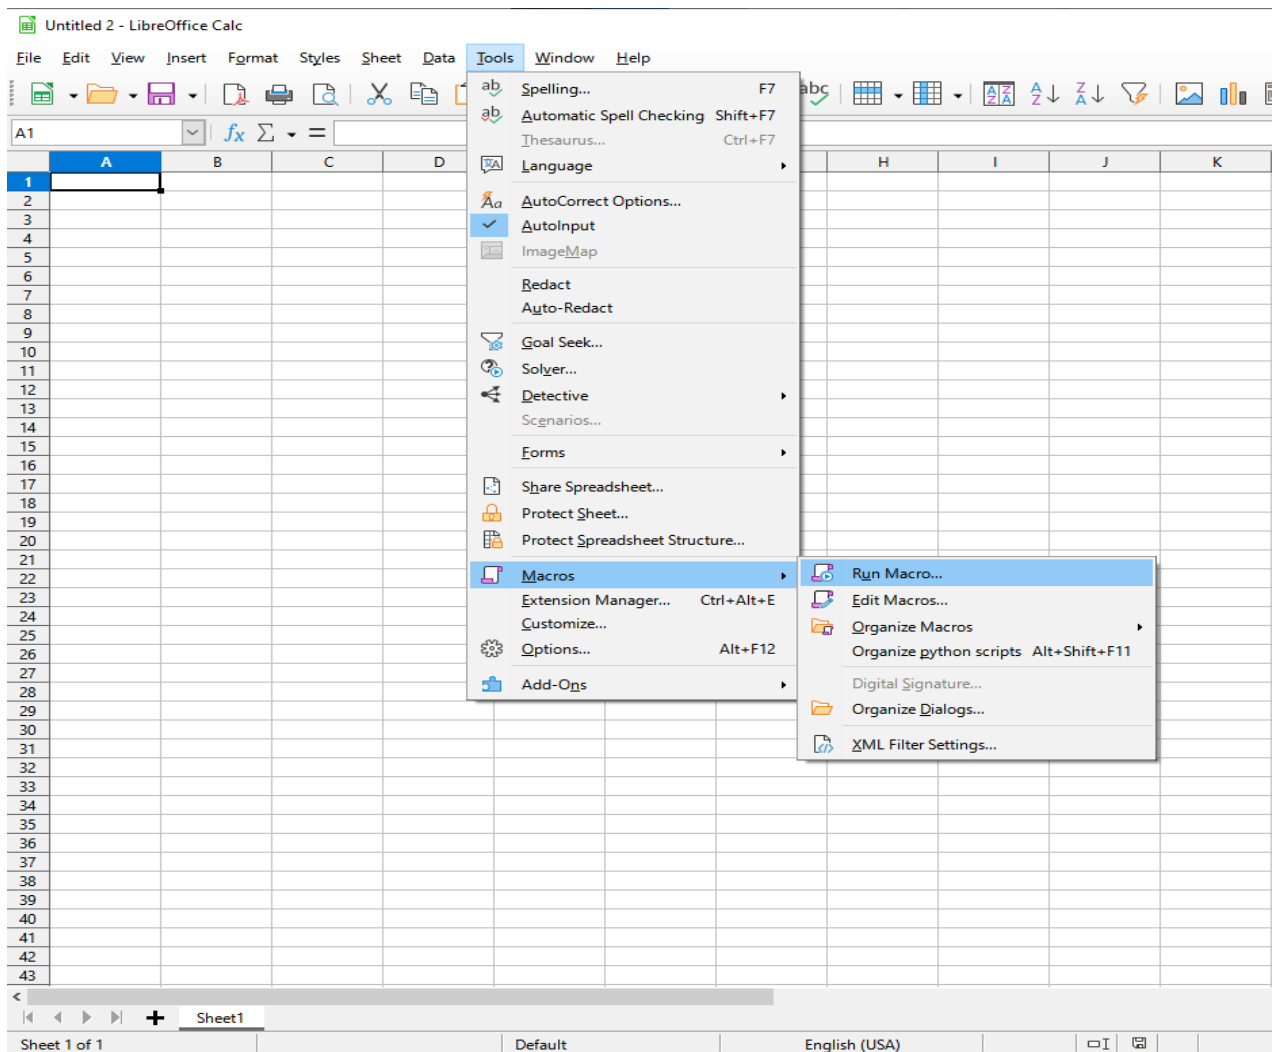 Untitled 2 - LibreOffice Calc
File Edit View Insert Format Styles Sheet Data Tools Window Help
A1
A B C D H I J K
Spelling... F7
Automatic Spell Checking Shift+F7
Thesaurus... Ctrl+F7
Language
AutoCorrect Options...
AutoInput
ImageMap
Redact
Auto-Redact
Goal Seek...
Solver...
Detective
Scenarios...
Forms
Share Spreadsheet...
Protect Sheet...
Protect Spreadsheet Structure...
Macros
Extension Manager... Ctrl+Alt+E
Customize...
Options... Alt+F12
Add-Ons
Run Macro...
Edit Macros...
Organize Macros
Organize python scripts Alt+Shift+F11
Digital Signature...
Organize Dialogs...
XML Filter Settings...
1
2
3
4
5
6
7
8
9
10
11
12
13
14
15
16
17
18
19
20
21
22
23
24
25
26
27
28
29
30
31
32
33
34
35
36
37
38
39
40
41
42
43
Sheet1
Sheet 1 of 1 Default English (USA)